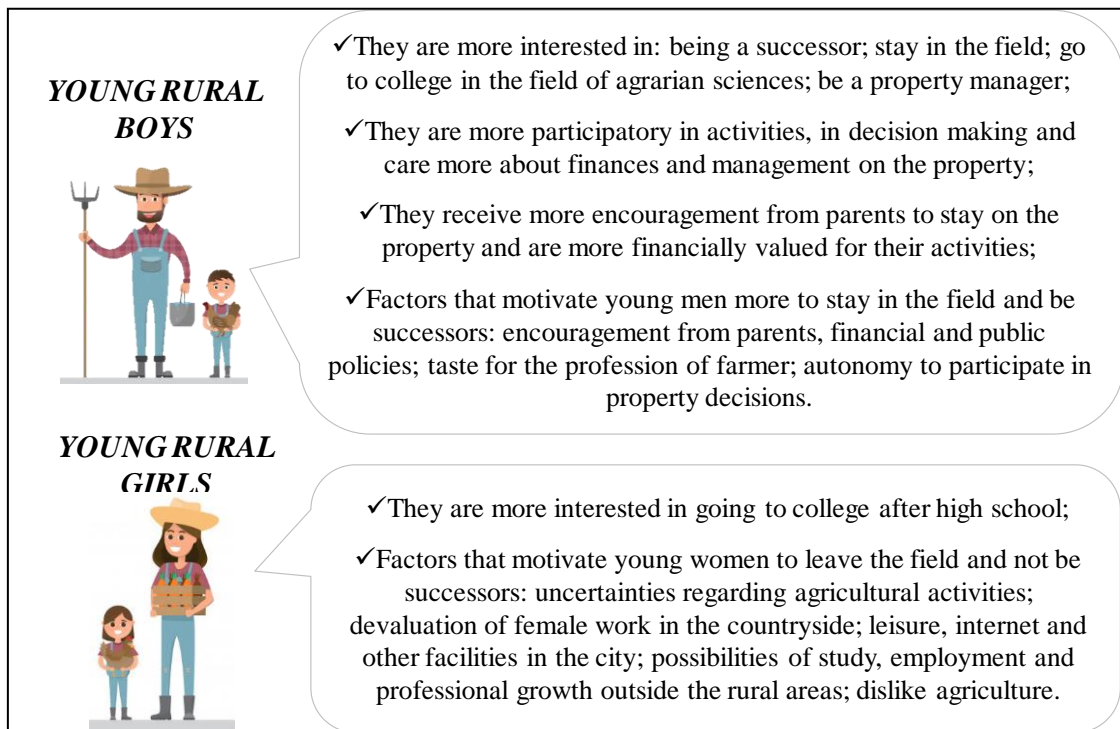 YOUNG RURAL
BOYS
✓They are more interested in: being a successor; stay in the field; go
to college in the field of agrarian sciences; be a property manager;
✓They are more participatory in activities, in decision making and
care more about finances and management on the property;
✓They receive more encouragement from parents to stay on the
property and are more financially valued for their activities;
✓Factors that motivate young men more to stay in the field and be
successors: encouragement from parents, financial and public
policies; taste for the profession of farmer; autonomy to participate in
property decisions.
YOUNG RURAL
GIRLS
✓They are more interested in going to college after high school;
✓Factors that motivate young women to leave the field and not be
successors: uncertainties regarding agricultural activities;
devaluation of female work in the countryside; leisure, internet and
other facilities in the city; possibilities of study, employment and
professional growth outside the rural areas; dislike agriculture.